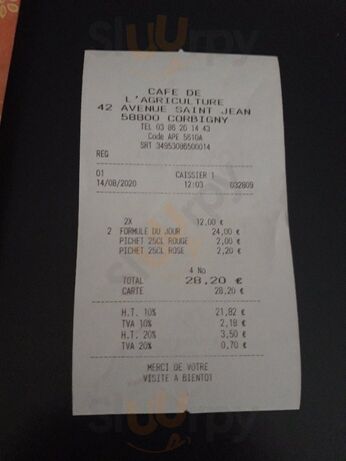 sluurpy
CAFE DE
L'AGRICULTURE
42 AVENUE SAINT JEAN
58800 CORBIGNY
TEL 03 86 20 14 43
Code APE 5610A
SRT 34953086500014
REG
01 CAISSIER 1
14/08/2020 12:03 032809
2X 12,00 €
2 FORMULE DU JOUR 24,00 €
PICHET 25CL ROUGE 2,00 €
PICHET 25CL ROSE 2,20 €
4 No
TOTAL 28,20 €
CARTE 28,20 €
H.T. 10% 21,82 €
TVA 10% 2,18 €
H.T. 20% 3,50 €
TVA 20% 0,70 €
MERCI DE VOTRE
VISITE A BIENTOT
sluurpy